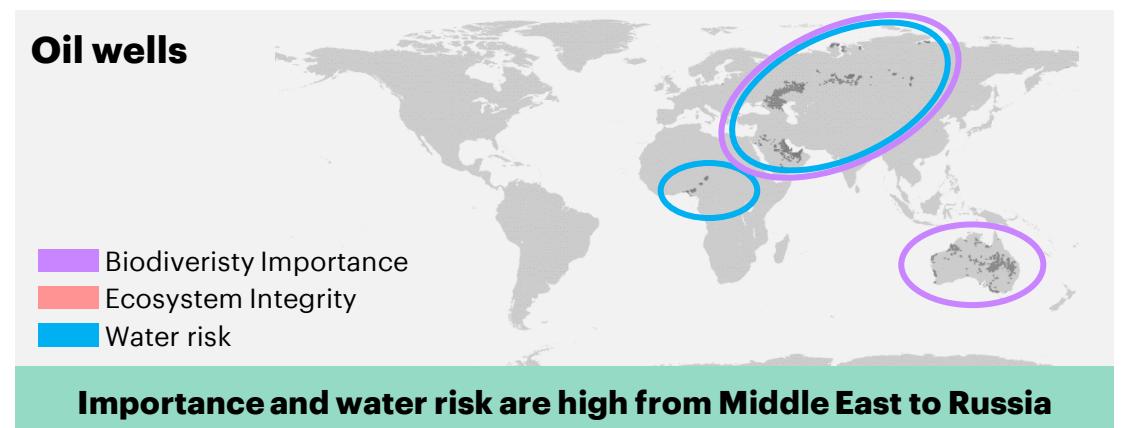 Oil wells
Biodiveristy Importance
Ecosystem Integrity
Water risk
Importance and water risk are high from Middle East to Russia